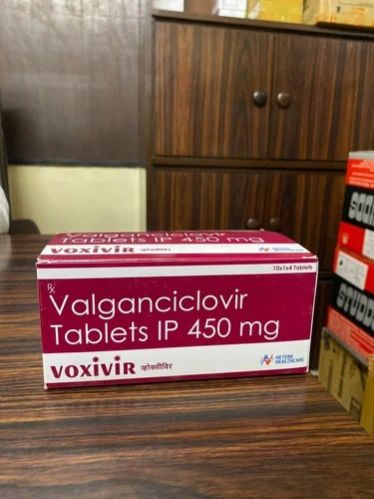 Valganciclovir
Tablets IP 450 mg
VOXIVIR व्होक्सीविर
10x1x4 Tablets
Rx
Valganciclovir
Tablets IP 450 mg
VOXIVIR व्होक्सीविर
HETERO
HEALTHCARE